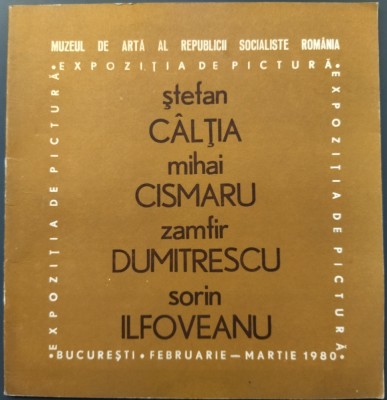 MUZEUL DE ARTĂ AL REPUBLICII SOCIALISTE ROMÂNIA
• EXPOZIȚIA DE PICTURĂ •
EXPOZIȚIA DE PICTURĂ
ștefan
CÂLȚIA
mihai
CISMARU
zamfir
DUMITRESCU
sorin
ILFOVEANU
EXPOZIȚIA DE PICTURĂ
• BUCUREȘTI • FEBRUARIE — MARTIE 1980 •